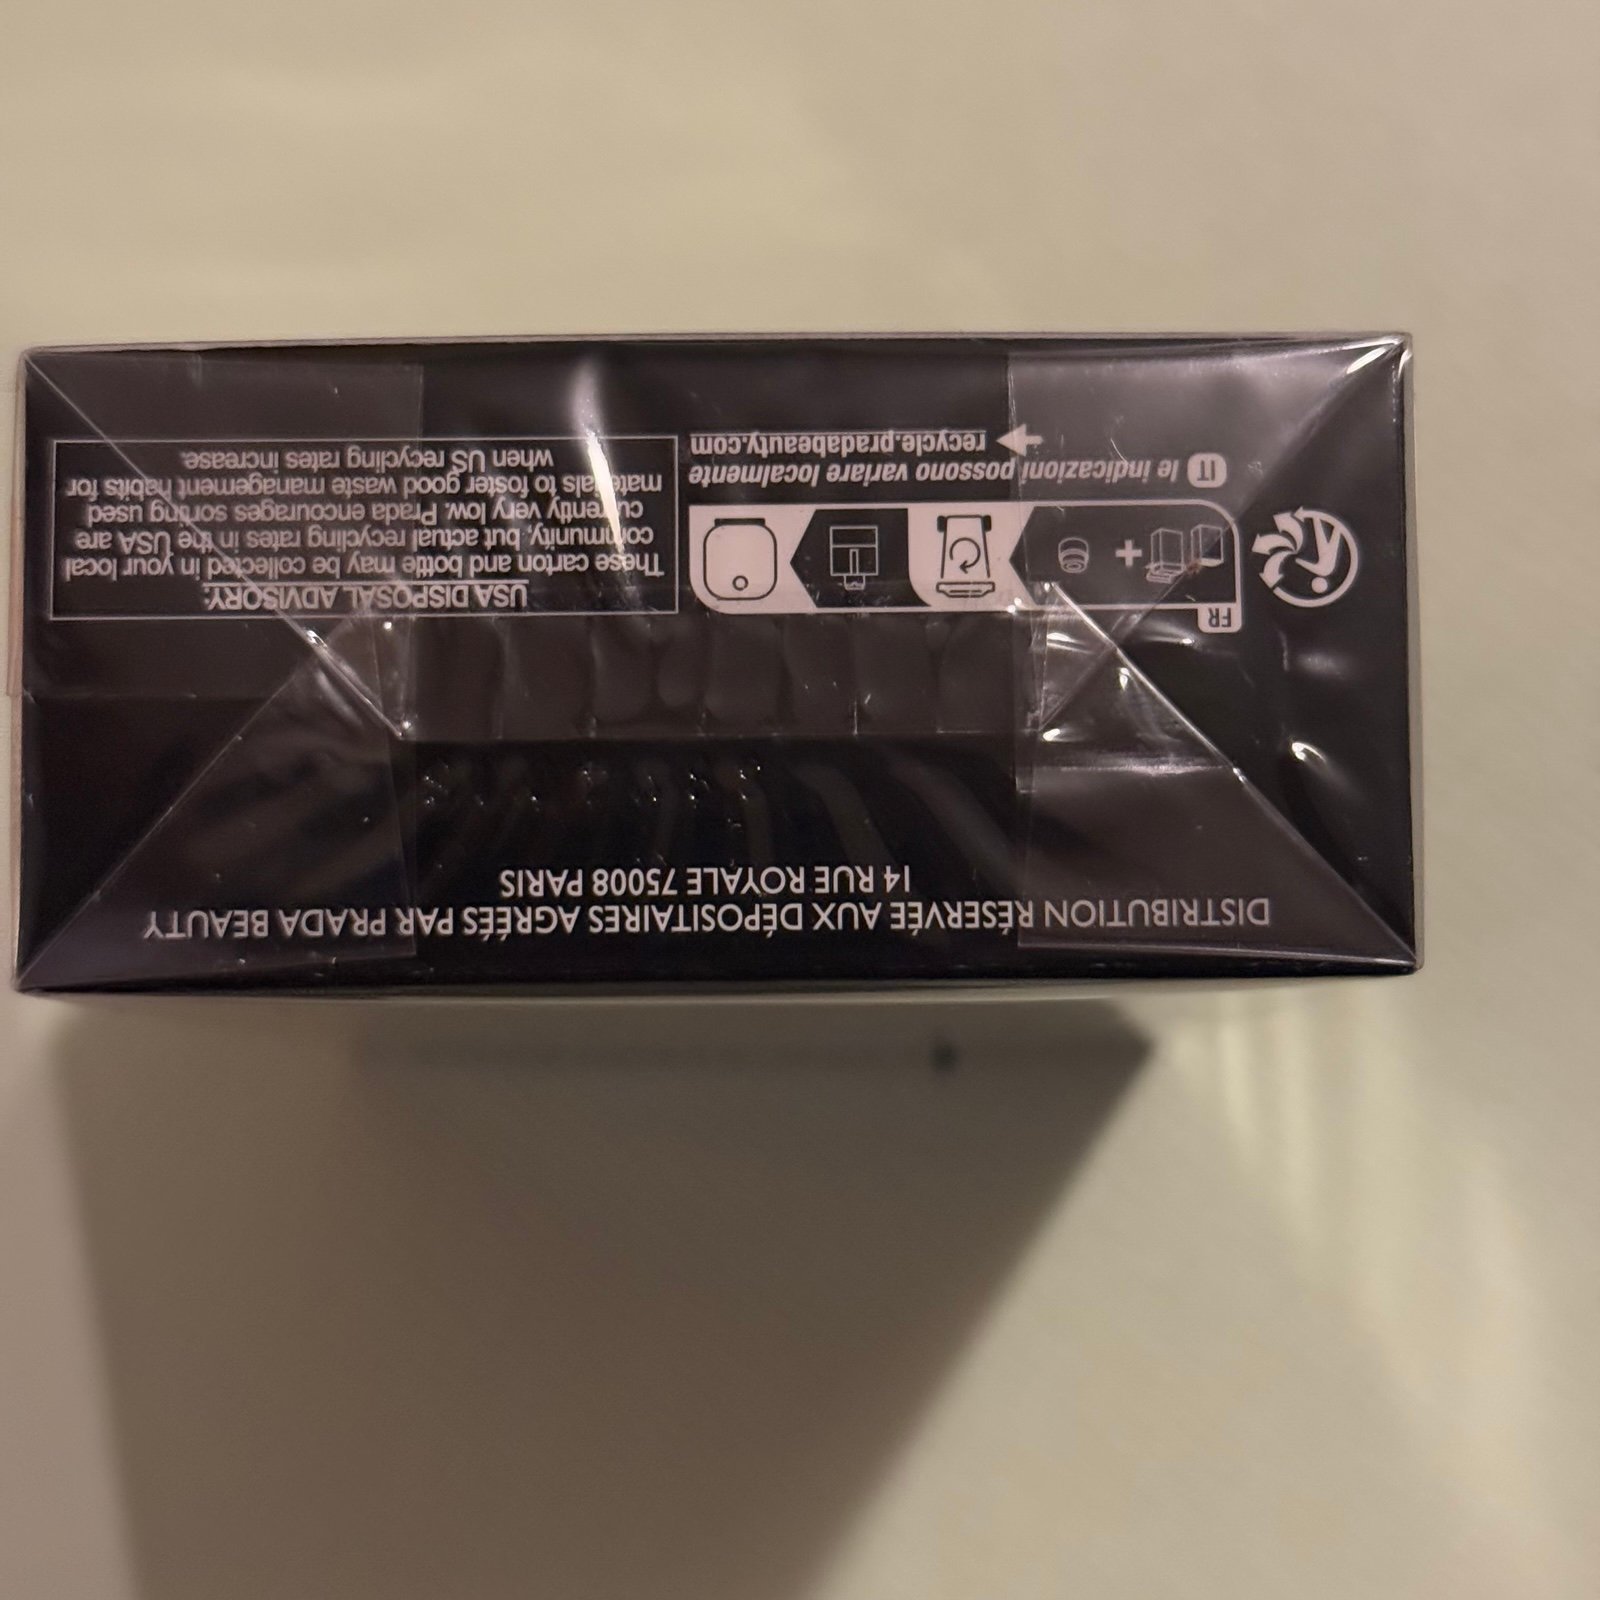 DISTRIBUTION RÉSERVÉE AUX DÉPOSITAIRES AGRÉÉS PAR PRADA BEAUTY
14 RUE ROYALE 75008 PARIS
FR
IT le indicazioni possono variare localmente
recycle.pradabeauty.com
USA DISPOSAL ADVISORY:
These carton and bottle may be collected in your local
community, but actual recycling rates in the USA are
currently very low. Prada encourages sorting used
materials to foster good waste management habits for
when US recycling rates increase.